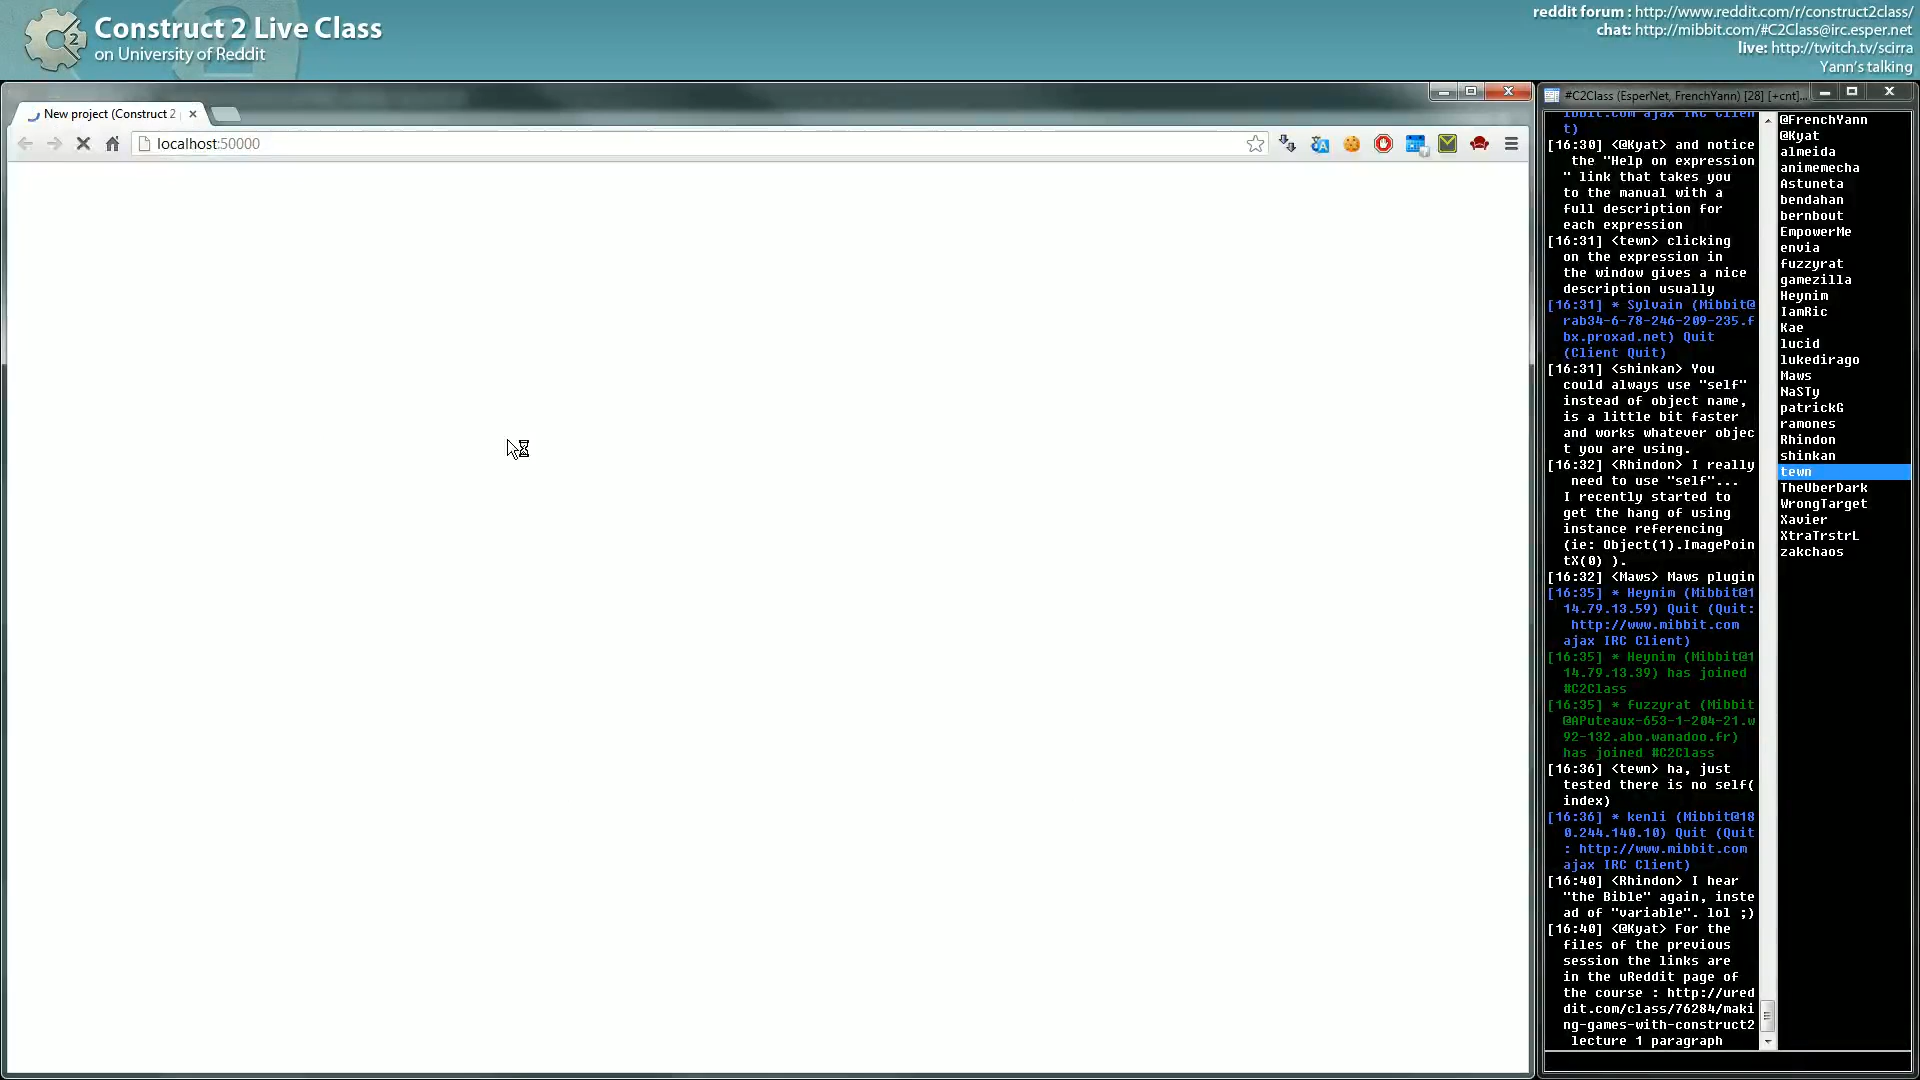 Construct 2 Live Class
on University of Reddit
reddit forum : http://www.reddit.com/r/construct2class/
chat: http://mibbit.com/#C2Class@irc.esper.net
live: http://twitch.tv/scirra
Yann's talking
New project (Construct 2
localhost:50000
#C2Class (EsperNet, FrenchYann) [28] [+cnt]...
ibbit.com ajax IRC Clien
t)
[16:30] <@Kyat> and notice
the "Help on expression
" link that takes you
to the manual with a
full description for
each expression
[16:31] <tewn> clicking
on the expression in
the window gives a nice
description usually
[16:31] * Sylvain (Mibbit@
rab34-6-78-246-209-235.f
bx.proxad.net) Quit
(Client Quit)
[16:31] <shinkan> You
could always use "self"
instead of object name,
is a little bit faster
and works whatever objec
t you are using.
[16:32] <Rhindon> I really
need to use "self"...
I recently started to
get the hang of using
instance referencing
(ie: Object(1).ImagePoin
tX(0) ).
[16:32] <Maws> Maws plugin
[16:35] * Heynim (Mibbit@1
14.79.13.59) Quit (Quit:
http://www.mibbit.com
ajax IRC Client)
[16:35] * Heynim (Mibbit@1
14.79.13.39) has joined
#C2Class
[16:35] * fuzzyrat (Mibbit
@APuteaux-653-1-204-21.w
92-132.abo.wanadoo.fr)
has joined #C2Class
[16:36] <tewn> ha, just
tested there is no self(
index)
[16:36] * kenli (Mibbit@18
0.244.140.10) Quit (Quit
: http://www.mibbit.com
ajax IRC Client)
[16:40] <Rhindon> I hear
"the Bible" again, inste
ad of "variable". lol ;)
[16:40] <@Kyat> For the
files of the previous
session the links are
in the uReddit page of
the course : http://ured
dit.com/class/76284/maki
ng-games-with-construct2
lecture 1 paragraph
@FrenchYann
@Kyat
almeida
animemecha
Astuneta
bendahan
bernbout
EmpowerMe
envia
fuzzyrat
gamezilla
Heynim
IamRic
Kae
lucid
lukedirago
Maws
NaSTy
patrickG
ramones
Rhindon
shinkan
tewn
TheUberDark
WrongTarget
Xavier
XtraTrstrL
zakchaos